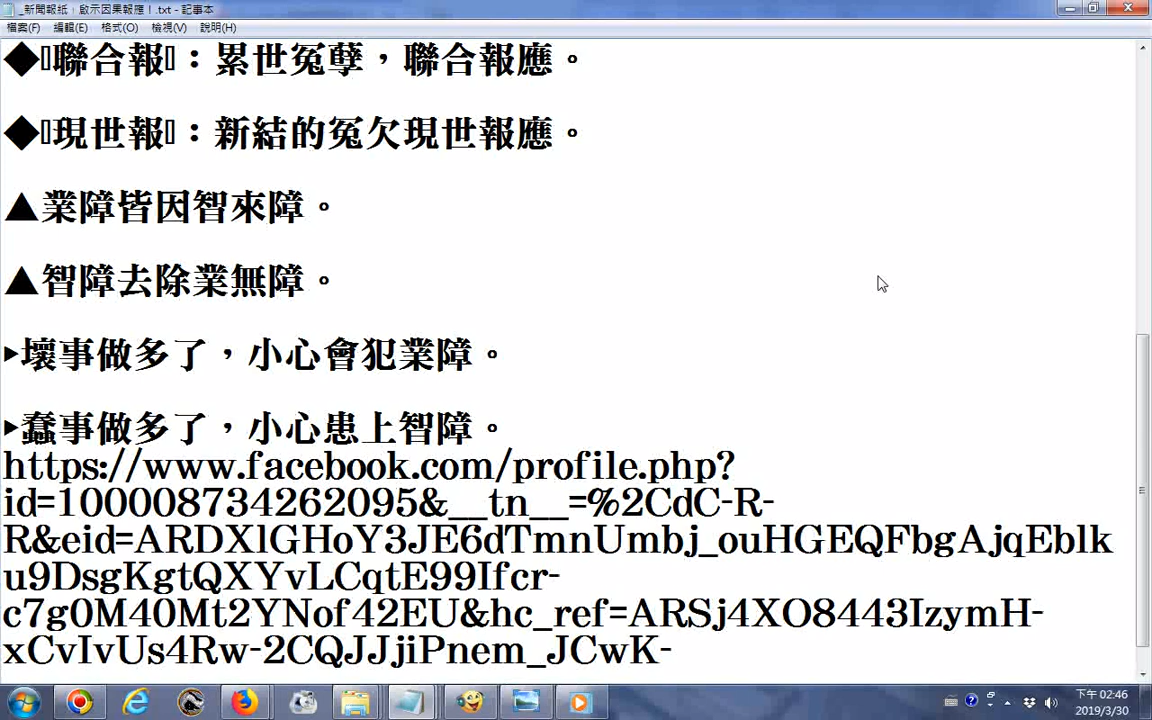 _新聞報紙，啟示因果報應！.txt - 記事本
檔案(F) 編輯(E) 格式(O) 檢視(V) 說明(H)
◆▯聯合報▯：累世冤孽，聯合報應。
◆▯現世報▯：新結的冤欠現世報應。
▲業障皆因智來障。
▲智障去除業無障。
▸壞事做多了，小心會犯業障。
▸蠢事做多了，小心患上智障。
https://www.facebook.com/profile.php?
id=100008734262095&__tn__=%2CdC-R-
R&eid=ARDXlGHoY3JE6dTmnUmbj_ouHGEQFbgAjqEblk
u9DsgKgtQXYvLCqtE99Ifcr-
c7g0M40Mt2YNof42EU&hc_ref=ARSj4XO8443IzymH-
xCvIvUs4Rw-2CQJJjiPnem_JCwK-
下午 02:46
2019/3/30